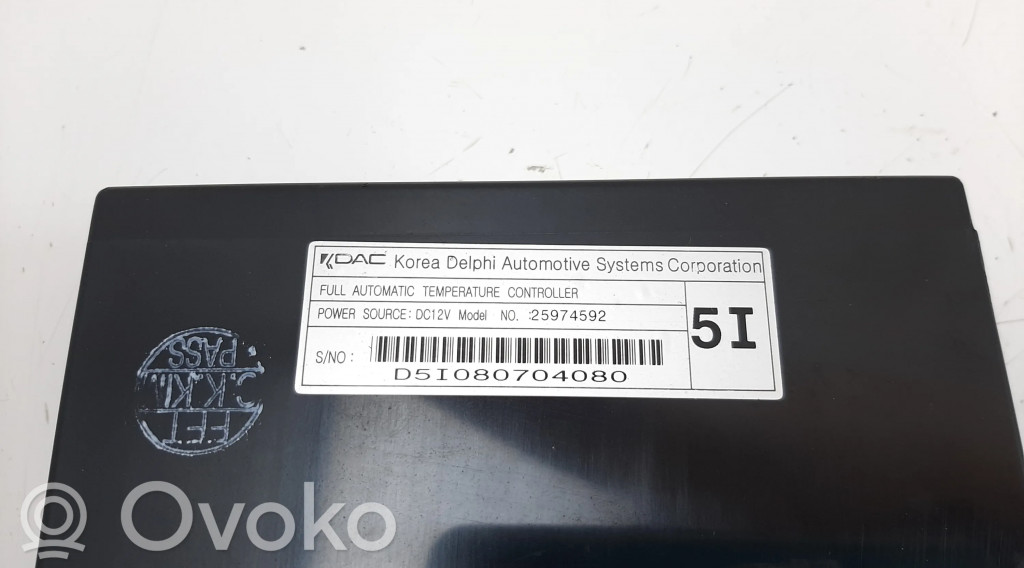 KDAC Korea Delphi Automotive Systems Corporation
FULL AUTOMATIC TEMPERATURE CONTROLLER
POWER SOURCE: DC12V Model NO. :25974592
5I
S/NO :
D5I080704080
PASS
Ovoko